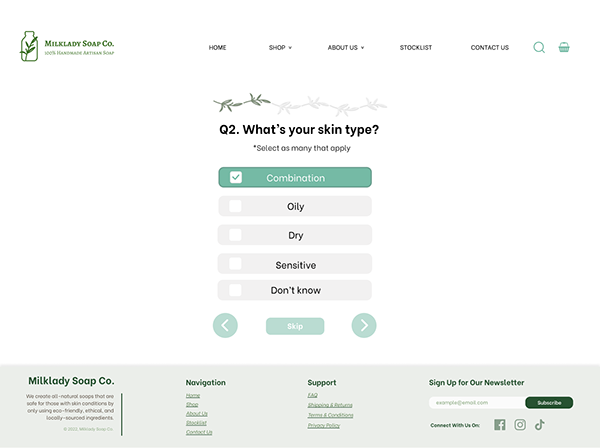 Milklady Soap Co.
100% Handmade Artisan Soap
HOME
SHOP
ABOUT US
STOCKLIST
CONTACT US
Q2. What's your skin type?
*Select as many that apply
Combination
Oily
Dry
Sensitive
Don't know
Skip
Milklady Soap Co.
We create all-natural soaps that are
safe for those with skin conditions by
only using eco-friendly, ethical, and
locally-sourced ingredients.
© 2022, Milklady Soap Co.
Navigation
Home
Shop
About Us
Stocklist
Contact Us
Support
FAQ
Shipping & Returns
Terms & Conditions
Privacy Policy
Sign Up for Our Newsletter
example@email.com
Subscribe
Connect With Us On: